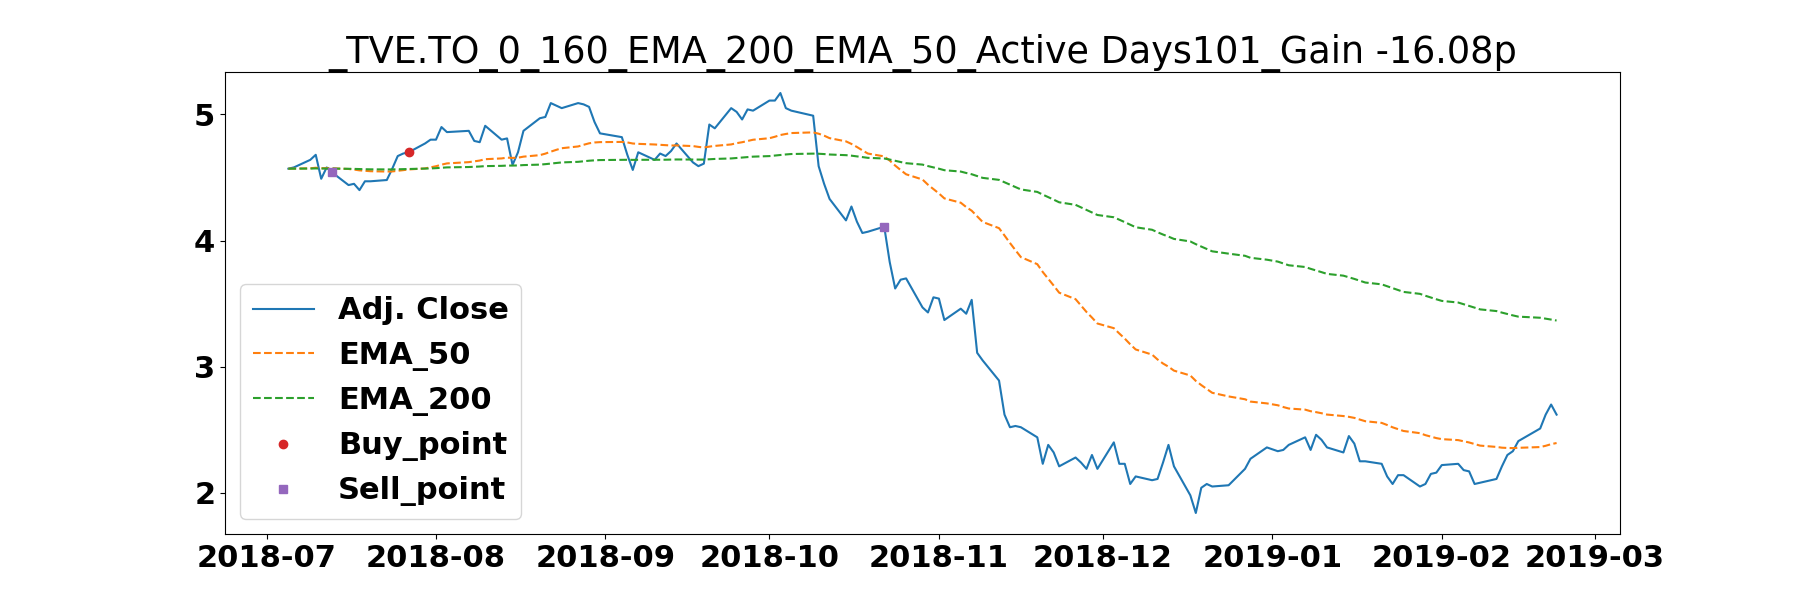 _TVE.TO_0_160_EMA_200_EMA_50_Active Days101_Gain -16.08p
5
4
3
2
Adj. Close
EMA_50
EMA_200
Buy_point
Sell_point
2018-07 2018-08 2018-09 2018-10 2018-11 2018-12 2019-01 2019-02 2019-03